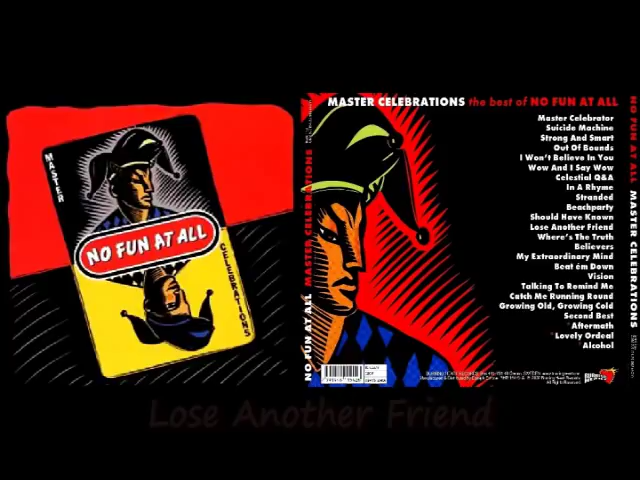 MASTER
NO FUN AT ALL
CELEBRATIONS
NO FUN AT ALL MASTER CELEBRATIONS
MASTER CELEBRATIONS the best of NO FUN AT ALL
Master Celebrator
Suicide Machine
Strong And Smart
Out Of Bounds
I Won't Believe In You
Wow And I Say Wow
Celestial Q&A
In A Rhyme
Stranded
Beachparty
Should Have Known
Lose Another Friend
Where's The Truth
Believers
My Extraordinary Mind
Beat ém Down
Vision
Talking To Remind Me
Catch Me Running Round
Growing Old, Growing Cold
Second Best
*Aftermath
*Lovely Ordeal
*Alcohol
NO FUN AT ALL MASTER CELEBRATIONS
Lose Another Friend